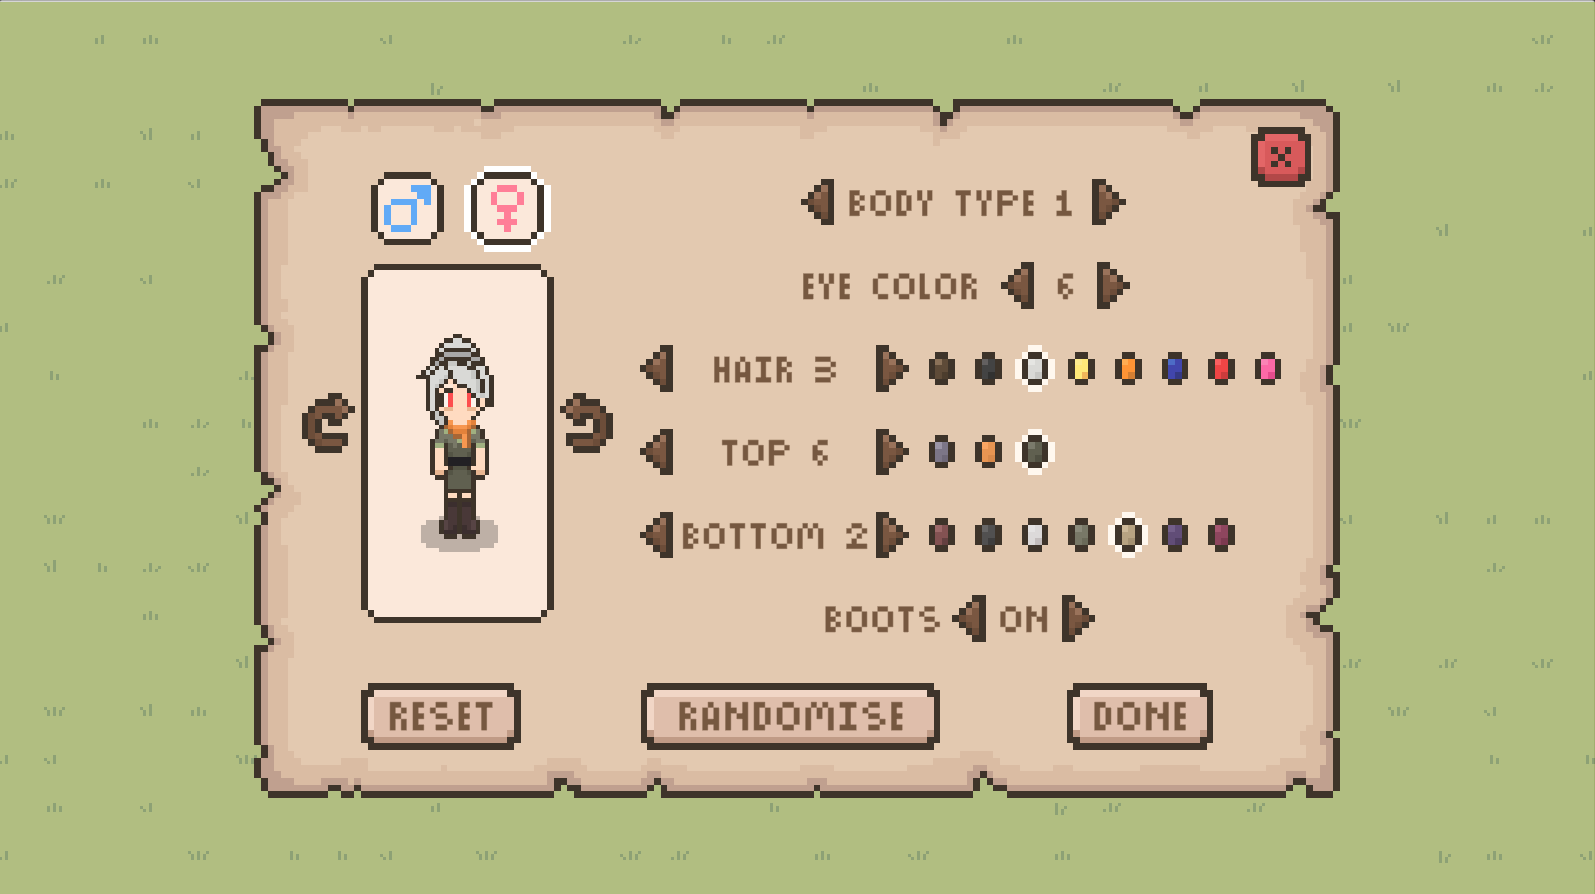 BODY TYPE 1
EYE COLOR 6
HAIR 3
TOP 6
BOTTOM 2
BOOTS ON
RESET RANDOMISE DONE